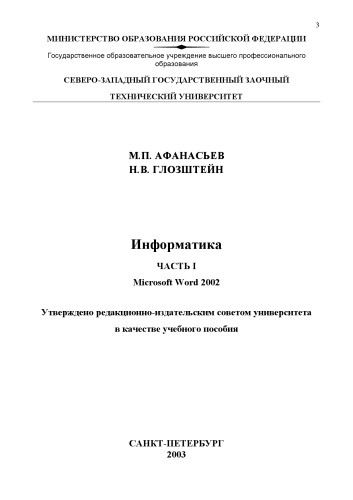 3
МИНИСТЕРСТВО ОБРАЗОВАНИЯ РОССИЙСКОЙ ФЕДЕРАЦИИ
Государственное образовательное учреждение высшего профессионального
образования
СЕВЕРО-ЗАПАДНЫЙ ГОСУДАРСТВЕННЫЙ ЗАОЧНЫЙ
ТЕХНИЧЕСКИЙ УНИВЕРСИТЕТ
М.П. АФАНАСЬЕВ
Н.В. ГЛОЗШТЕЙН
Информатика
ЧАСТЬ I
Microsoft Word 2002
Утверждено редакционно-издательским советом университета
в качестве учебного пособия
САНКТ-ПЕТЕРБУРГ
2003